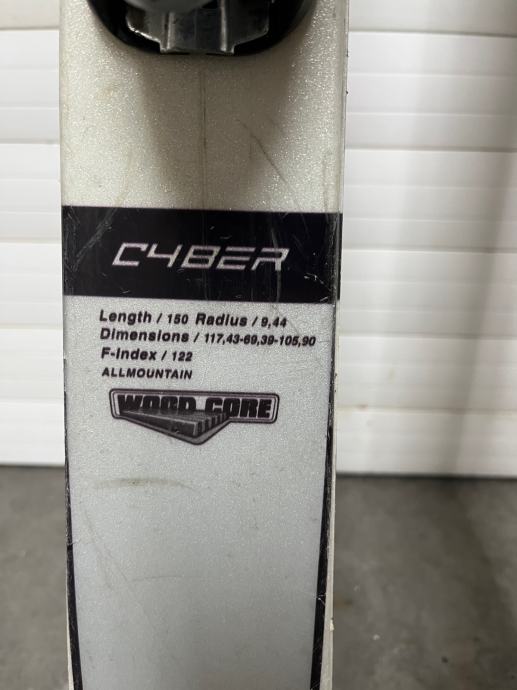 CYBER
Length / 150 Radius / 9,44
Dimensions / 117,43-69,39-105,90
F-Index / 122
ALLMOUNTAIN
WOOD CORE